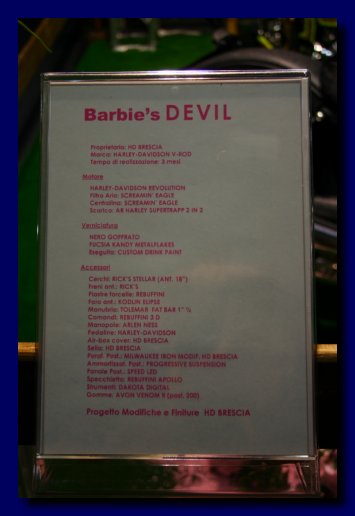 Barbie's DEVIL
Proprietario: HD BRESCIA
Marca: HARLEY-DAVIDSON V-ROD
Tempo di realizzazione: 3 mesi
Motore
HARLEY-DAVIDSON REVOLUTION
Filtro Aria: SCREAMIN' EAGLE
Centralina: SCREAMIN' EAGLE
Scarico: AR HARLEY SUPERTRAPP 2 IN 2
Verniciatura
NERO GOFFRATO
FUCSIA KANDY METALFLAKES
Eseguita: CUSTOM DRINK PAINT
Accessori
Cerchi: RICK'S STELLAR (ANT. 18")
Freni ant.: RICK'S
Piastre forcelle: REBUFFINI
Faro ant.: KODLIN ELIPSE
Manubrio: TOLEMAR FAT BAR 1" ½
Comandi: REBUFFINI 3 D
Manopole: ARLEN NESS
Pedaline: HARLEY-DAVIDSON
Air-box cover: HD BRESCIA
Sella: HD BRESCIA
Paraf. Post.: MILWAUKEE IRON MODIF. HD BRESCIA
Ammortizzat. Post.: PROGRESSIVE SUSPENSION
Fanale Post.: SPEED LED
Specchietto: REBUFFINI APOLLO
Strumenti: DAKOTA DIGITAL
Gomme: AVON VENOM R (post. 200)
Progetto Modifiche e Finiture HD BRESCIA